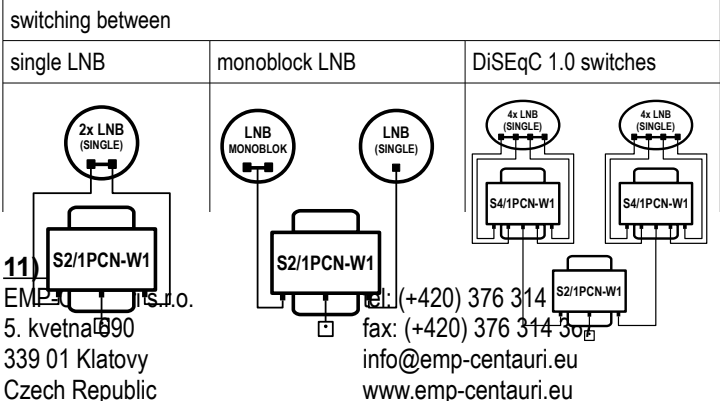 switching between
single LNB
monoblock LNB
DiSEqC 1.0 switches
2x LNB
(SINGLE)
LNB
MONOBLOK
LNB
(SINGLE)
4x LNB
(SINGLE)
4x LNB
(SINGLE)
S4/1PCN-W1
S4/1PCN-W1
S2/1PCN-W1
S2/1PCN-W1
S2/1PCN-W1
11)
s.r.o.
5. kvetna 690
339 01 Klatovy
Czech Republic
(+420) 376 314
fax: (+420) 376 314
info@emp-centauri.eu
www.emp-centauri.eu